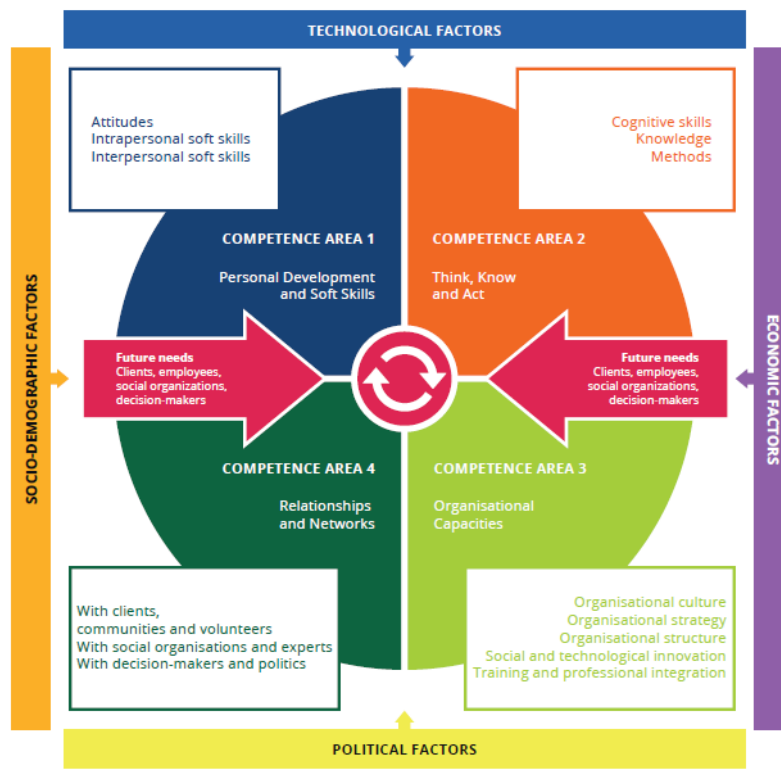 TECHNOLOGICAL FACTORS
Attitudes
Intrapersonal soft skills
Interpersonal soft skills
Cognitive skills
Knowledge
Methods
COMPETENCE AREA 1
Personal Development
and Soft Skills
COMPETENCE AREA 2
Think, Know
and Act
SOCIO-DEMOGRAPHIC FACTORS
Future needs
Clients, employees,
social organizations,
decision-makers
Future needs
Clients, employees,
social organizations,
decision-makers
ECONOMIC FACTORS
COMPETENCE AREA 4
Relationships
and Networks
COMPETENCE AREA 3
Organisational
Capacities
With clients,
communities and volunteers
With social organisations and experts
With decision-makers and politics
Organisational culture
Organisational strategy
Organisational structure
Social and technological innovation
Training and professional integration
POLITICAL FACTORS